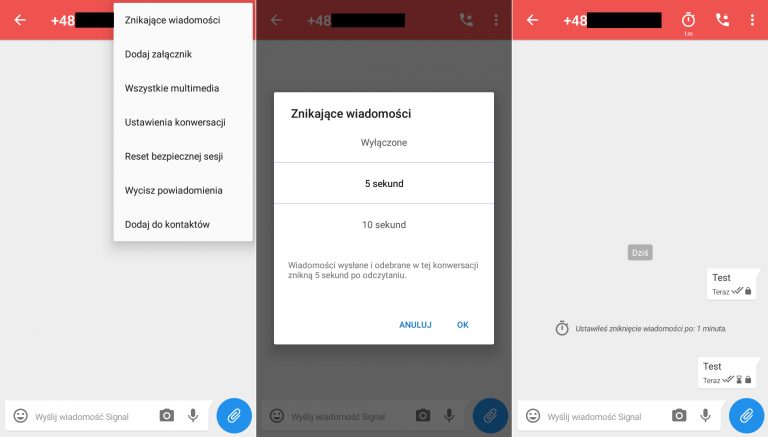 +48
Znikające wiadomości
Dodaj załącznik
Wszystkie multimedia
Ustawienia konwersacji
Reset bezpiecznej sesji
Wycisz powiadomienia
Dodaj do kontaktów
Wyślij wiadomość Signal
+48
Znikające wiadomości
Wyłączone
5 sekund
10 sekund
Wiadomości wysłane i odebrane w tej konwersacji
znikną 5 sekund po odczytaniu.
ANULUJ OK
Wyślij wiadomość Signal
+48
1m
Dziś
Test
Teraz
Ustawiłeś zniknięcie wiadomości po: 1 minuta.
Test
Teraz
Wyślij wiadomość Signal